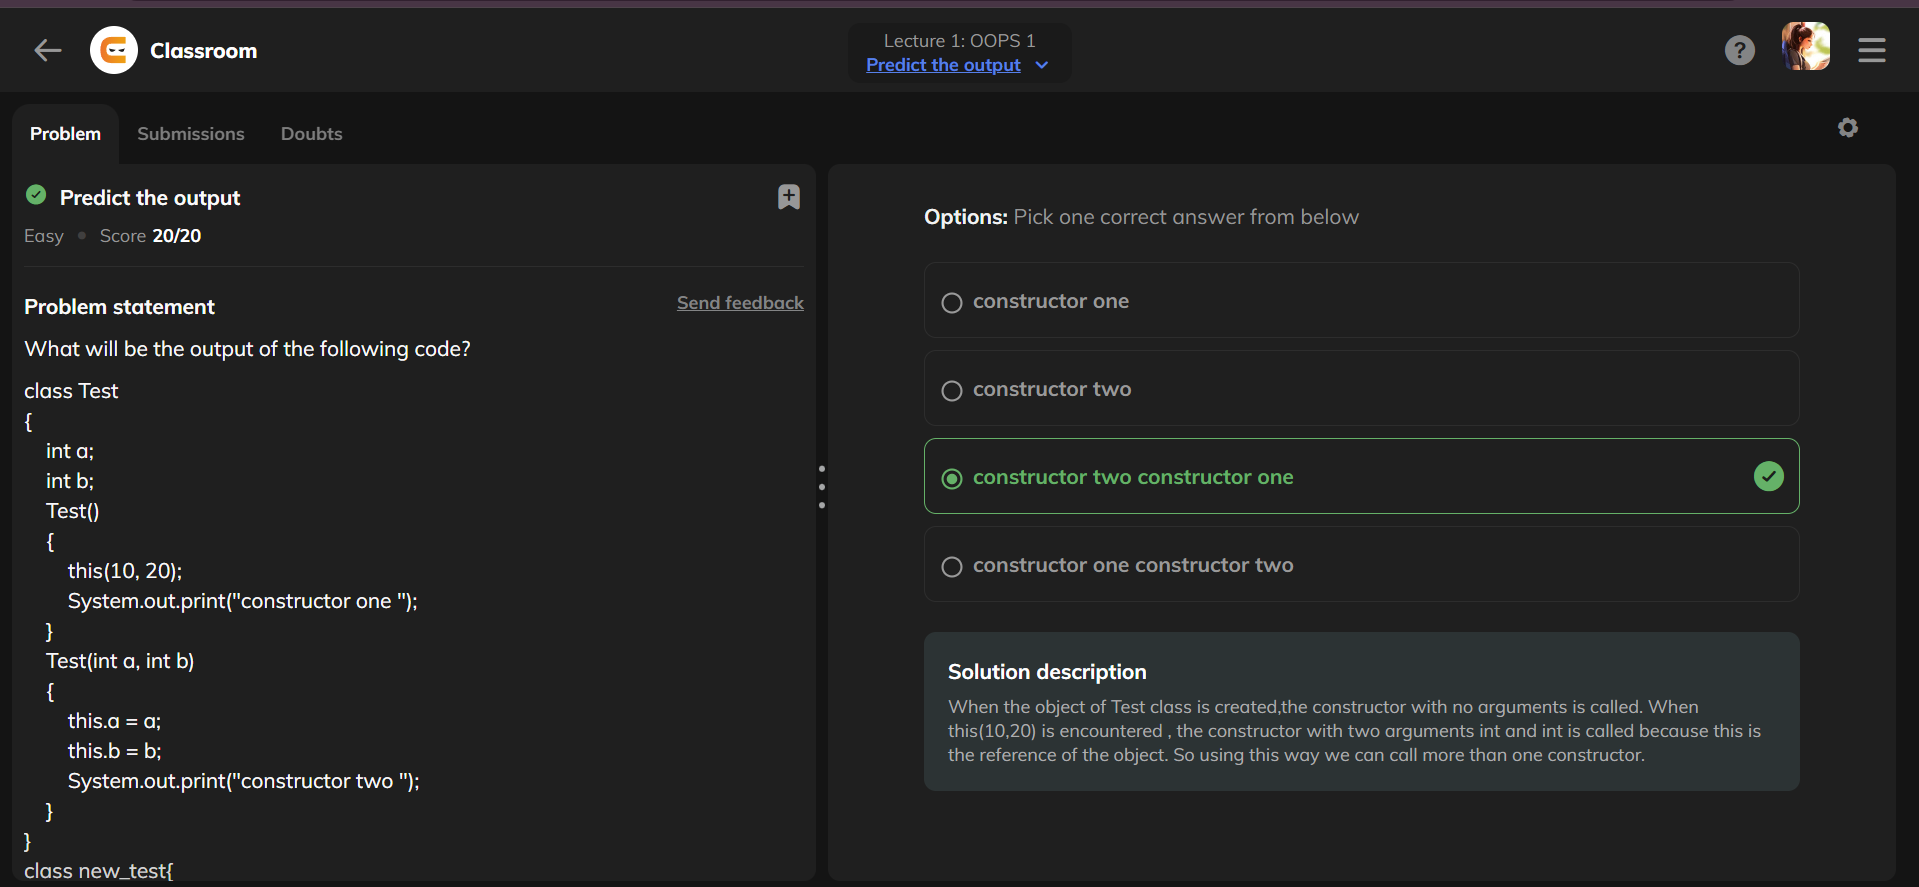 Classroom
Lecture 1: OOPS 1
Predict the output
?
Problem
Submissions
Doubts
Predict the output
Easy
Score 20/20
Problem statement
Send feedback
What will be the output of the following code?
class Test
{
int a;
int b;
Test()
{
this(10, 20);
System.out.print("constructor one ");
}
Test(int a, int b)
{
this.a = a;
this.b = b;
System.out.print("constructor two ");
}
}
class new_test{
Options: Pick one correct answer from below
constructor one
constructor two
constructor two constructor one
constructor one constructor two
Solution description
When the object of Test class is created,the constructor with no arguments is called. When
this(10,20) is encountered , the constructor with two arguments int and int is called because this is
the reference of the object. So using this way we can call more than one constructor.